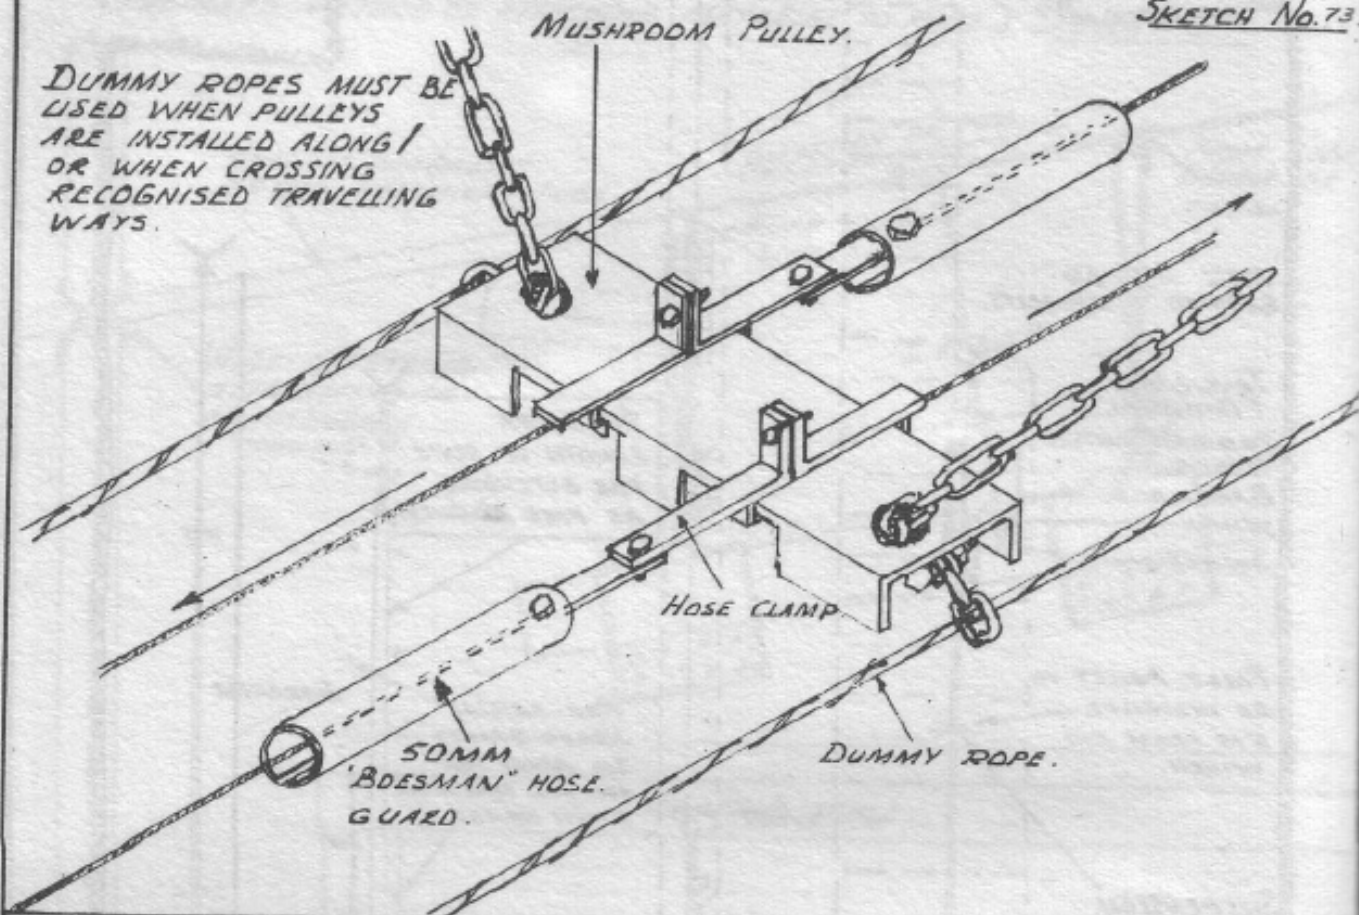 SKETCH No. 73
MUSHROOM PULLEY.
DUMMY ROPES MUST BE
USED WHEN PULLEYS
ARE INSTALLED ALONG/
OR WHEN CROSSING
RECOGNISED TRAVELLING
WAYS.
HOSE CLAMP
50MM
"BOESMAN" HOSE.
GUARD.
DUMMY ROPE.